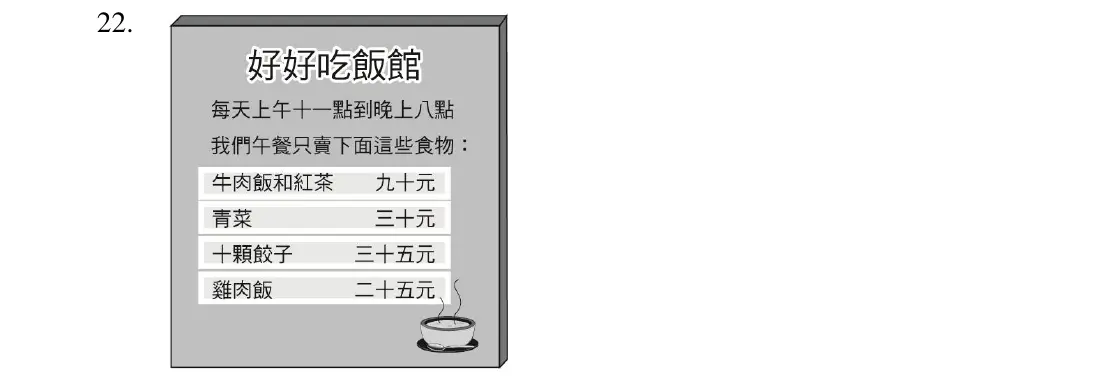 22.
好好吃飯館
每天上午十一點到晚上八點
我們午餐只賣下面這些食物：
牛肉飯和紅茶 九十元
青菜 三十元
十顆餃子 三十五元
雞肉飯 二十五元